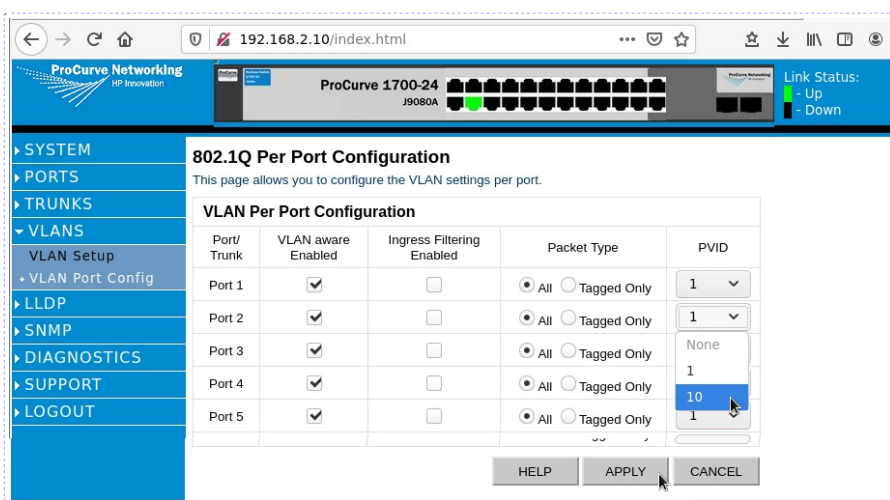 192.168.2.10/index.html
ProCurve Networking
HP Innovation
ProCurve 1700-24
J9080A
Link Status:
- Up
- Down
SYSTEM
PORTS
TRUNKS
VLANS
VLAN Setup
VLAN Port Config
LLDP
SNMP
DIAGNOSTICS
SUPPORT
LOGOUT
802.1Q Per Port Configuration
This page allows you to configure the VLAN settings per port.
VLAN Per Port Configuration
Port/ Trunk VLAN aware Enabled Ingress Filtering Enabled Packet Type PVID
Port 1 All Tagged Only 1
Port 2 All Tagged Only 1
Port 3 All Tagged Only
Port 4 All Tagged Only
Port 5 All Tagged Only 1
None
1
10
HELP APPLY CANCEL